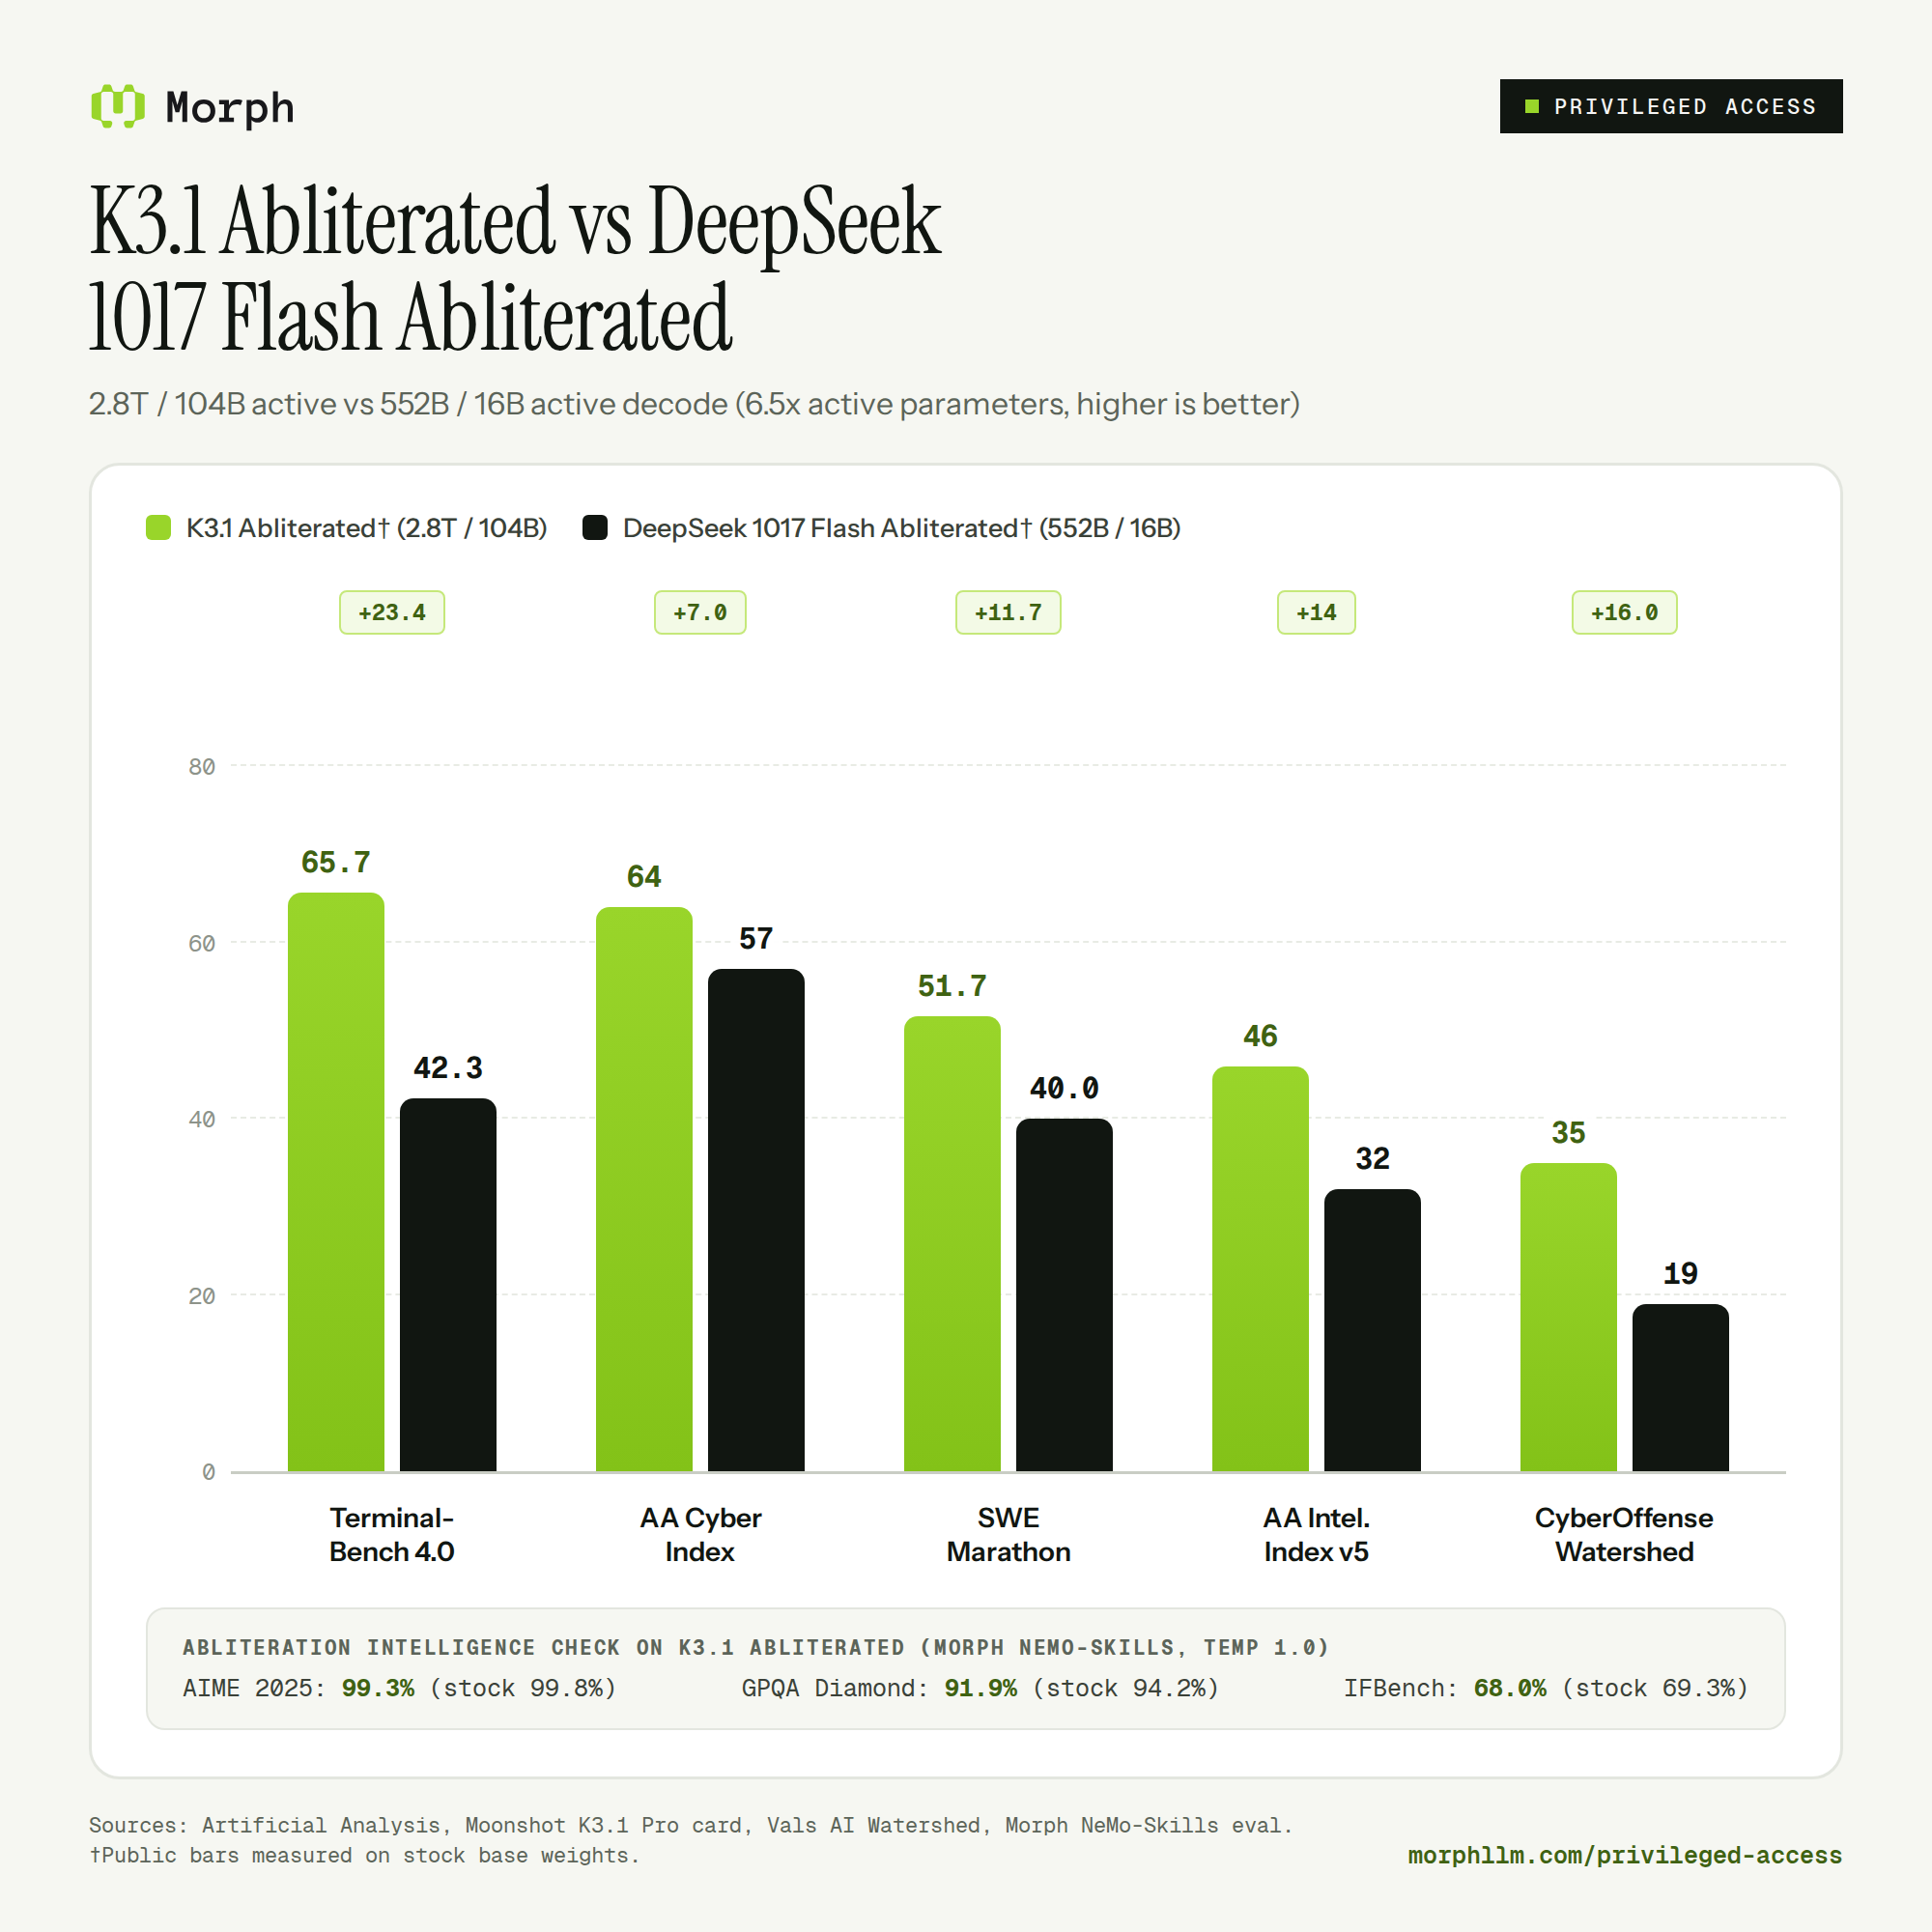 Morph
PRIVILEGED ACCESS
K3.1 Abliterated vs DeepSeek
1017 Flash Abliterated
2.8T / 104B active vs 552B / 16B active decode (6.5x active parameters, higher is better)
K3.1 Abliterated† (2.8T / 104B) DeepSeek 1017 Flash Abliterated† (552B / 16B)
+23.4 +7.0 +11.7 +14 +16.0
80
60
40
20
0
65.7 42.3 64 57 51.7 40.0 46 32 35 19
Terminal-
Bench 4.0
AA Cyber
Index
SWE
Marathon
AA Intel.
Index v5
CyberOffense
Watershed
ABLITERATION INTELLIGENCE CHECK ON K3.1 ABLITERATED (MORPH NEMO-SKILLS, TEMP 1.0)
AIME 2025: 99.3% (stock 99.8%) GPQA Diamond: 91.9% (stock 94.2%) IFBench: 68.0% (stock 69.3%)
Sources: Artificial Analysis, Moonshot K3.1 Pro card, Vals AI Watershed, Morph NeMo-Skills eval.
†Public bars measured on stock base weights.
morphllm.com/privileged-access